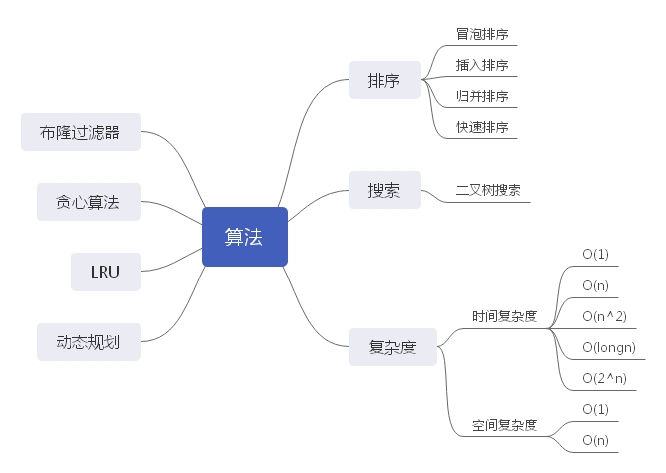 算法
排序
冒泡排序
插入排序
归并排序
快速排序
搜索
二叉树搜索
复杂度
时间复杂度
O(1)
O(n)
O(n^2)
O(longn)
O(2^n)
空间复杂度
O(1)
O(n)
布隆过滤器
贪心算法
LRU
动态规划